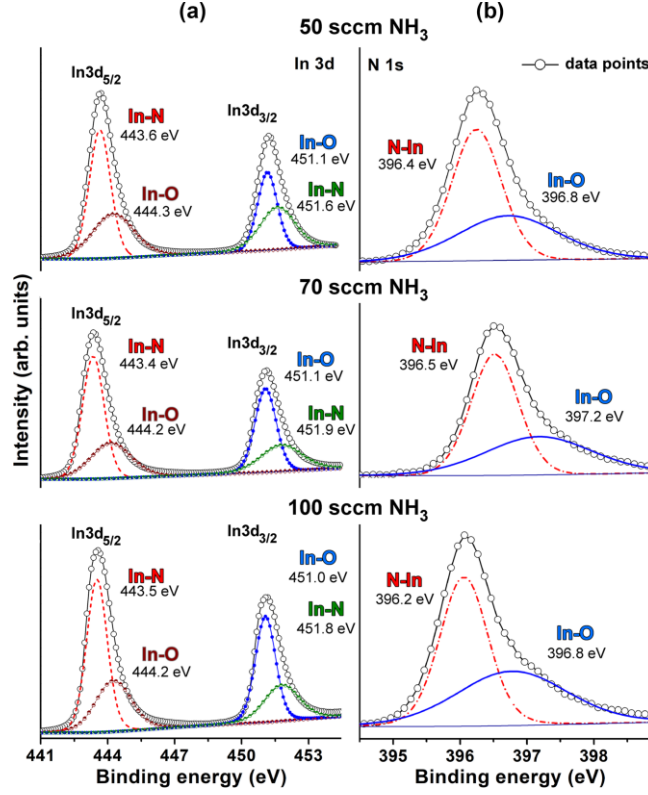 (a) (b)
50 sccm NH3
In3d5/2
In 3d
In-N
443.6 eV
In3d3/2
In-O
451.1 eV
In-O
444.3 eV
In-N
451.6 eV
N 1s
data points
N-In
396.4 eV
In-O
396.8 eV
70 sccm NH3
In3d5/2
In-N
443.4 eV
In3d3/2
In-O
451.1 eV
In-O
444.2 eV
In-N
451.9 eV
N-In
396.5 eV
In-O
397.2 eV
100 sccm NH3
In3d5/2
In-N
443.5 eV
In3d3/2
In-O
451.0 eV
In-N
451.8 eV
In-O
444.2 eV
N-In
396.2 eV
In-O
396.8 eV
Intensity (arb. units)
441 444 447 450 453
395 396 397 398
Binding energy (eV) Binding energy (eV)